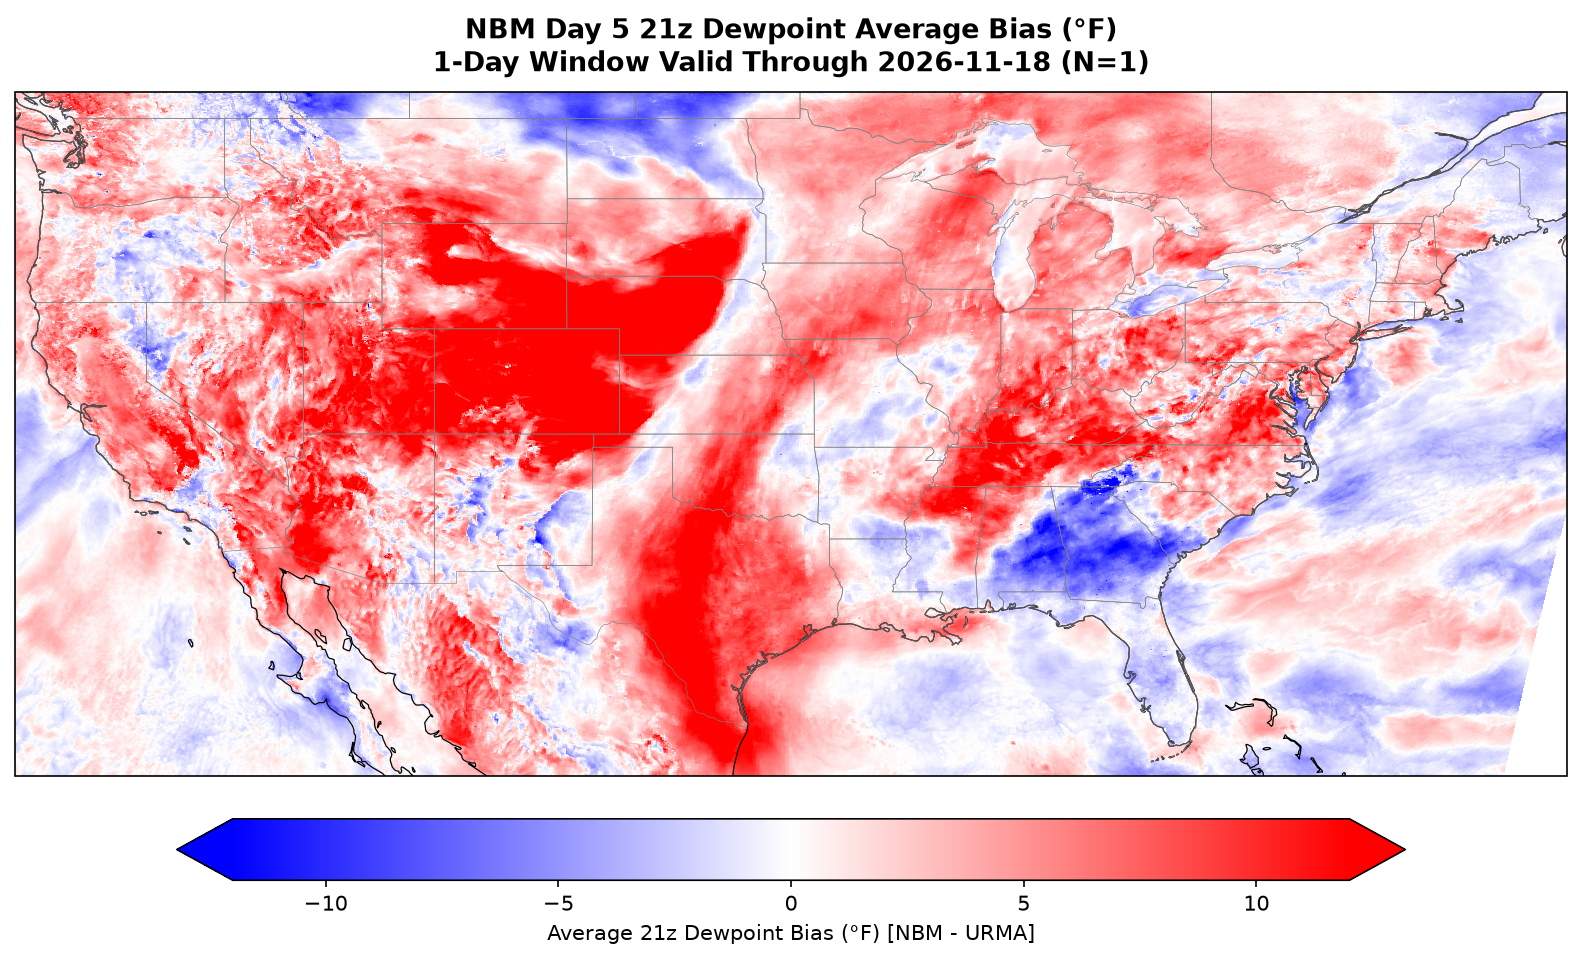 NBM Day 5 21z Dewpoint Average Bias (°F)
1-Day Window Valid Through 2026-11-18 (N=1)
−10 −5 0 5 10
Average 21z Dewpoint Bias (°F) [NBM - URMA]